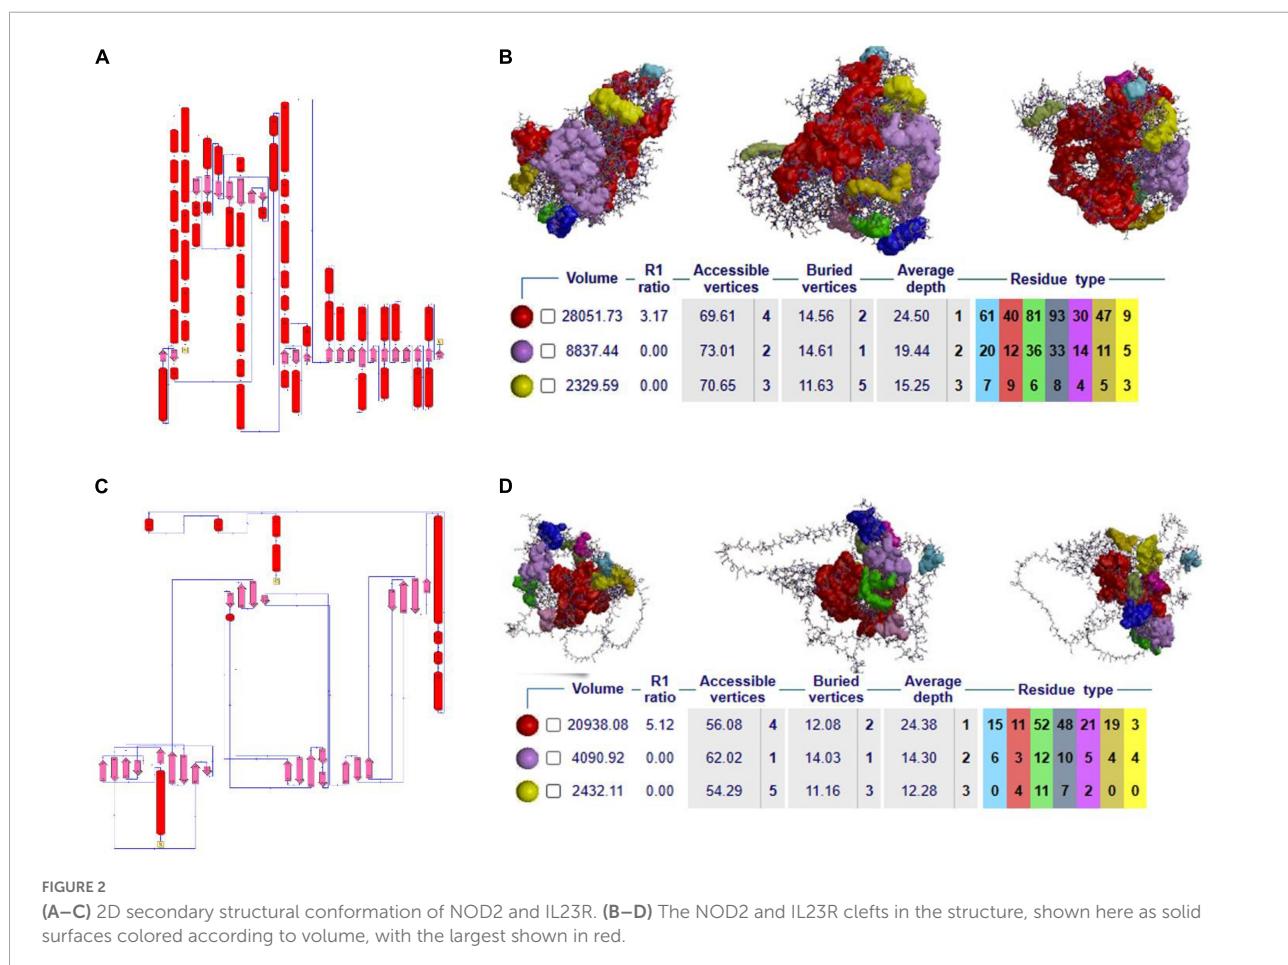 A
B
Volume R1 ratio Accessible vertices Buried vertices Average depth Residue type
28051.73 3.17 69.61 4 14.56 2 24.50 1 61 40 81 93 30 47 9
8837.44 0.00 73.01 2 14.61 1 19.44 2 20 12 36 33 14 11 5
2329.59 0.00 70.65 3 11.63 5 15.25 3 7 9 6 8 4 5 3
C
D
Volume R1 ratio Accessible vertices Buried vertices Average depth Residue type
20938.08 5.12 56.08 4 12.08 2 24.38 1 15 11 52 48 21 19 3
4090.92 0.00 62.02 1 14.03 1 14.30 2 6 3 12 10 5 4 4
2432.11 0.00 54.29 5 11.16 3 12.28 3 0 4 11 7 2 0 0
FIGURE 2
(A–C) 2D secondary structural conformation of NOD2 and IL23R. (B–D) The NOD2 and IL23R clefts in the structure, shown here as solid
surfaces colored according to volume, with the largest shown in red.